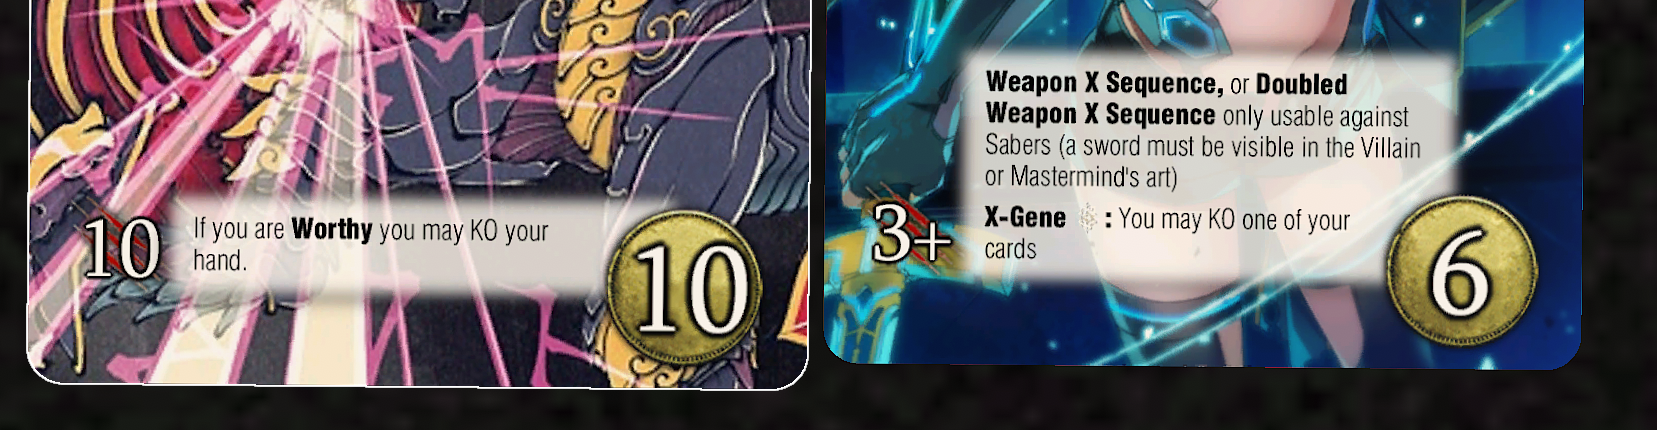 If you are Worthy you may KO your
hand.
10
10
Weapon X Sequence, or Doubled
Weapon X Sequence only usable against
Sabers (a sword must be visible in the Villain
or Mastermind's art)
X-Gene : You may KO one of your
cards
3+
6